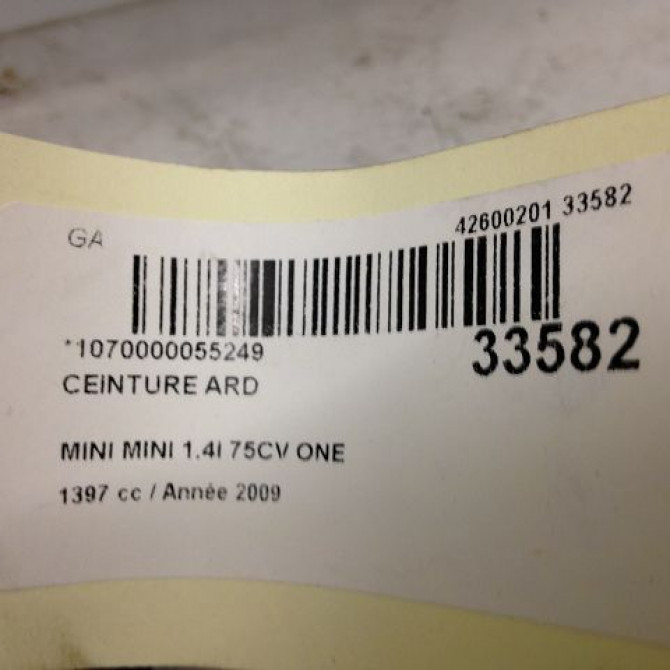 GA
42600201 33582
*1070000055249
33582
CEINTURE ARD
MINI MINI 1.4I 75CV ONE
1397 cc / Année 2009